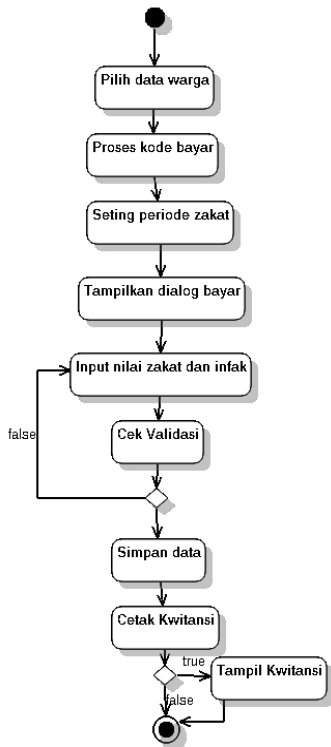 Pilih data warga
Proses kode bayar
Seting periode zakat
Tampilkan dialog bayar
Input nilai zakat dan infak
false
Cek Validasi
Simpan data
Cetak Kwitansi
true
Tampil Kwitansi
false